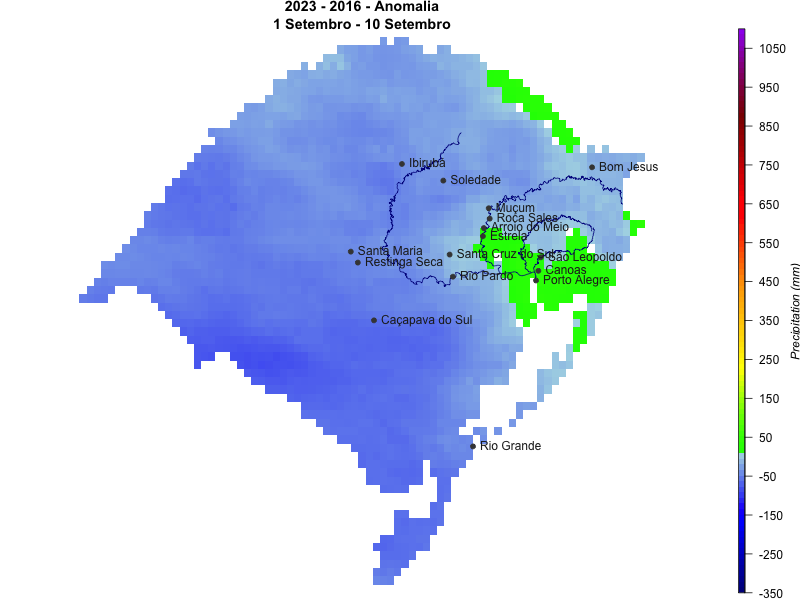 2023 - 2016 - Anomalia
1 Setembro - 10 Setembro
Ibirubá
Bom Jesus
Soledade
Muçum
Roca Sales
Arroio do Meio
Estrela
Santa Maria
Santa Cruz do Sul
São Leopoldo
Restinga Seca
Canoas
Rio Pardo
Porto Alegre
Caçapava do Sul
Rio Grande
1050
950
850
750
650
550
450
350
250
150
50
-50
-150
-250
-350
Precipitation (mm)